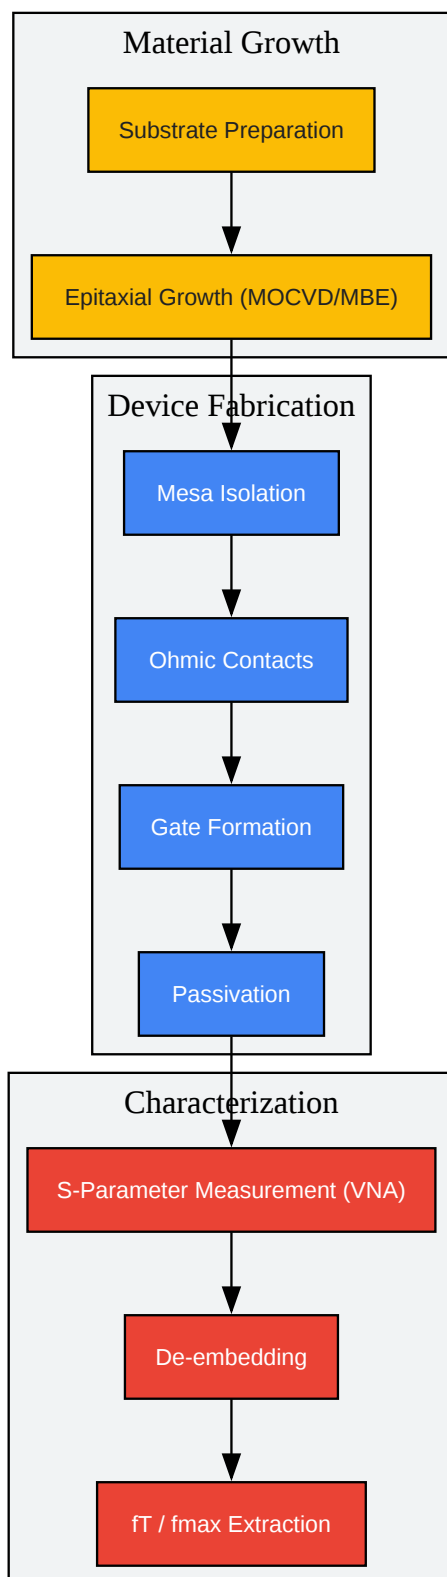 Material Growth
Substrate Preparation
Epitaxial Growth (MOCVD/MBE)
Device Fabrication
Mesa Isolation
Ohmic Contacts
Gate Formation
Passivation
Characterization
S-Parameter Measurement (VNA)
De-embedding
fT / fmax Extraction